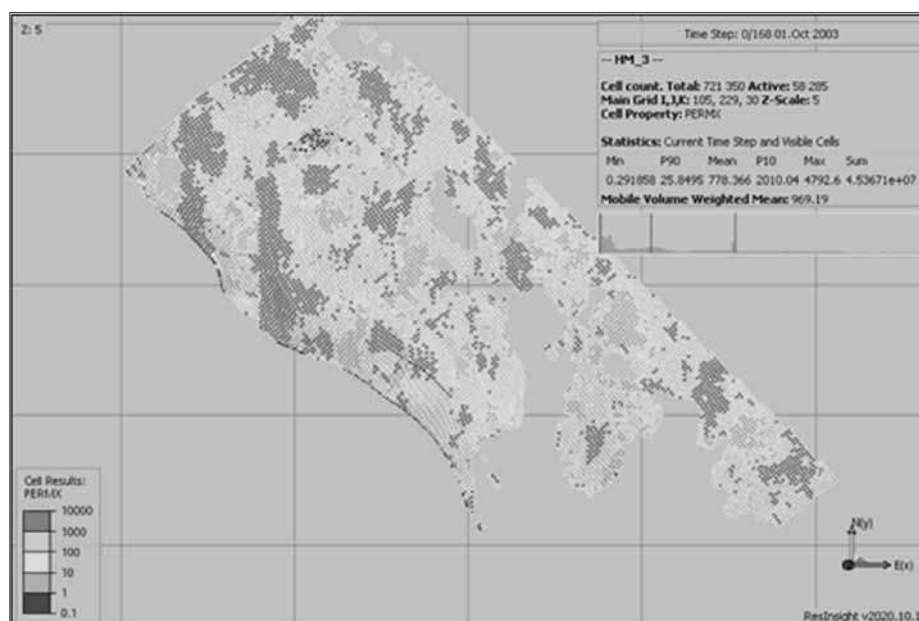 Z: 5
Time Step: 0/168 01.Oct 2003
-- HM_3 --
Cell count. Total: 721 350 Active: 58 285
Main Grid I,J,K: 105, 229, 30 Z-Scale: 5
Cell Property: PERMX
Statistics: Current Time Step and Visible Cells
Min P90 Mean P10 Max Sum
0.291858 25.8495 778.366 2010.04 4792.6 4.53671e+07
Mobile Volume Weighted Mean: 969.19
Cell Results:
PERMX
10000
1000
100
10
1
0.1
N(y)
E(x)
ResInsight v2020.10.1